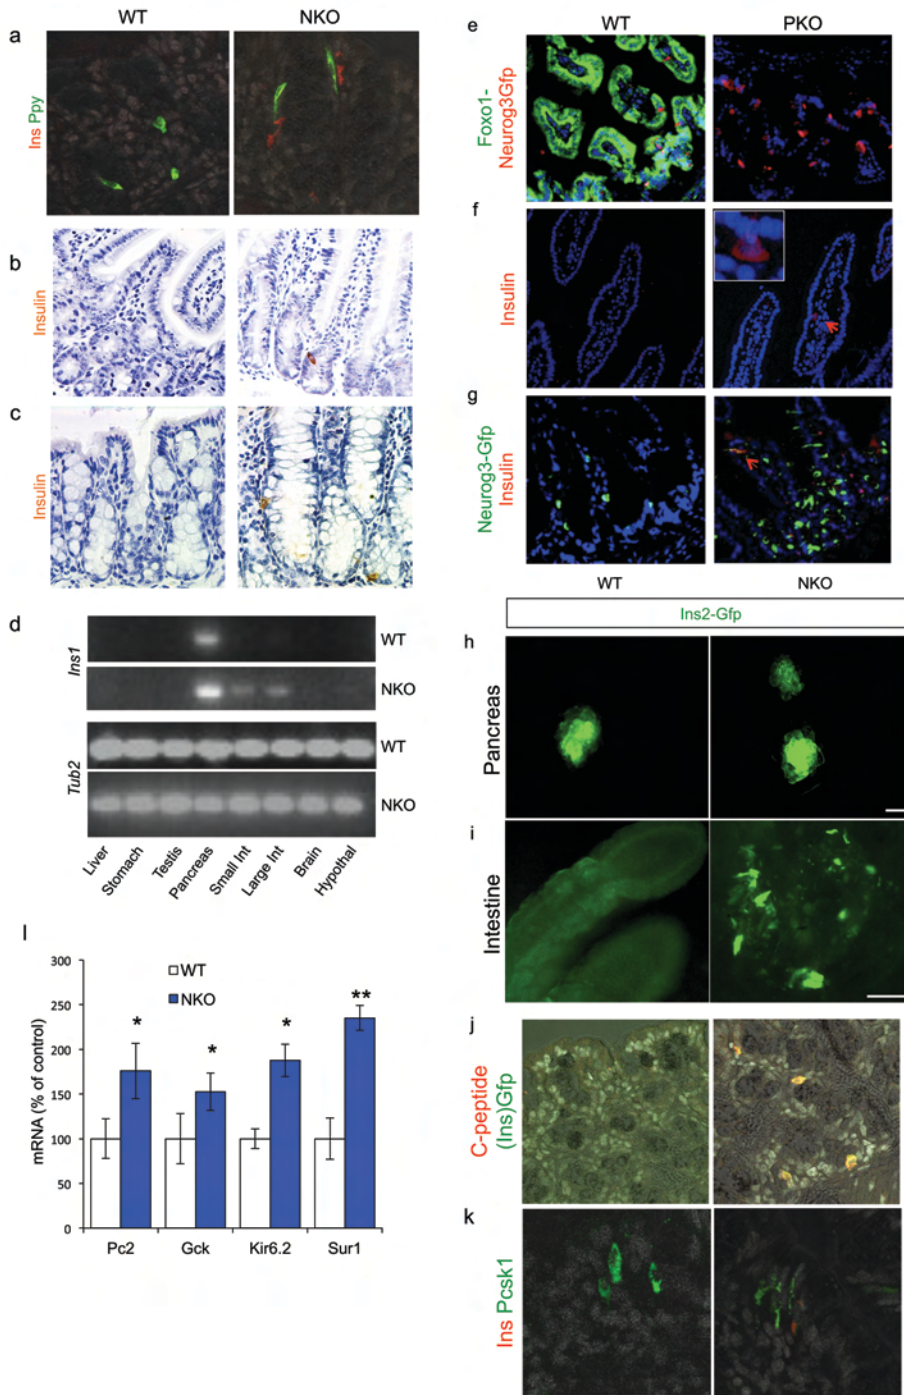 WT NKO
a
Ins Ppy
b
Insulin
c
Insulin
d
Ins1
WT
NKO
Tub2
WT
NKO
Liver
Stomach
Testis
Pancreas
Small Int
Large Int
Brain
Hypothal
l
WT
NKO
mRNA (% of control)
300
250
200
150
100
50
0
* * * **
Pc2 Gck Kir6.2 Sur1
WT PKO
e
Foxo1-
Neurog3Gfp
f
Insulin
g
Neurog3-Gfp
Insulin
WT NKO
Ins2-Gfp
h
Pancreas
i
Intestine
j
C-peptide
(Ins)Gfp
k
Ins Pcsk1